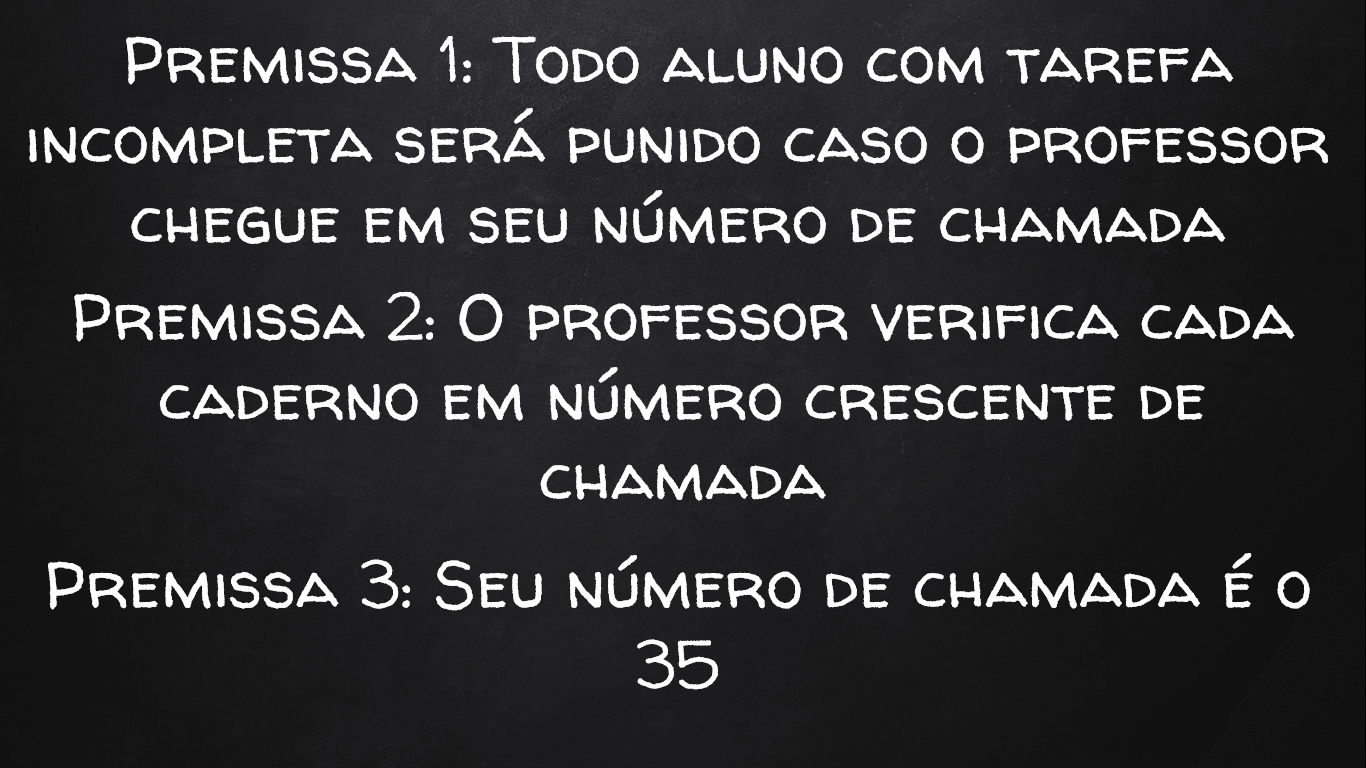 Premissa 1: Todo aluno com tarefa
incompleta será punido caso o professor
chegue em seu número de chamada
Premissa 2: O professor verifica cada
caderno em número crescente de
chamada
Premissa 3: Seu número de chamada é o
35